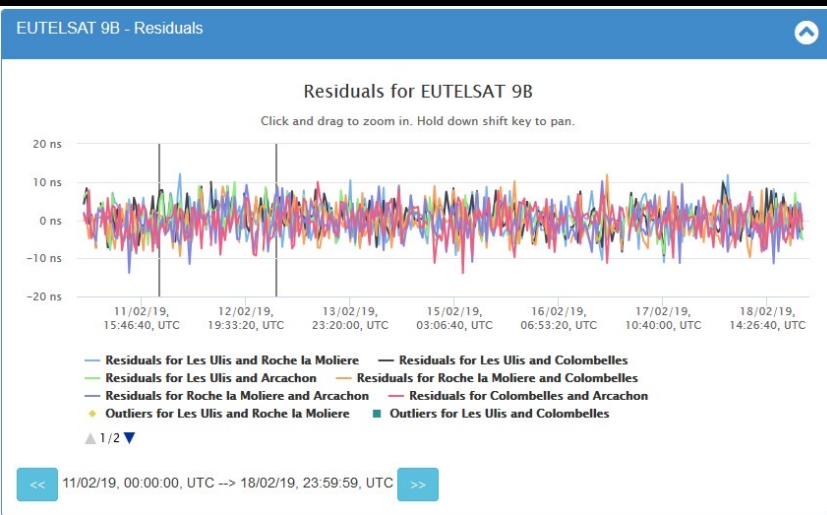 EUTELSAT 9B - Residuals
Residuals for EUTELSAT 9B
Click and drag to zoom in. Hold down shift key to pan.
20 ns
10 ns
0 ns
−10 ns
−20 ns
11/02/19, 12/02/19, 13/02/19, 15/02/19, 16/02/19, 17/02/19, 18/02/19,
15:46:40, UTC 19:33:20, UTC 23:20:00, UTC 03:06:40, UTC 06:53:20, UTC 10:40:00, UTC 14:26:40, UTC
Residuals for Les Ulis and Roche la Moliere Residuals for Les Ulis and Colombelles
Residuals for Les Ulis and Arcachon Residuals for Roche la Moliere and Colombelles
Residuals for Roche la Moliere and Arcachon Residuals for Colombelles and Arcachon
Outliers for Les Ulis and Roche la Moliere Outliers for Les Ulis and Colombelles
1/2
<< 11/02/19, 00:00:00, UTC --> 18/02/19, 23:59:59, UTC >>